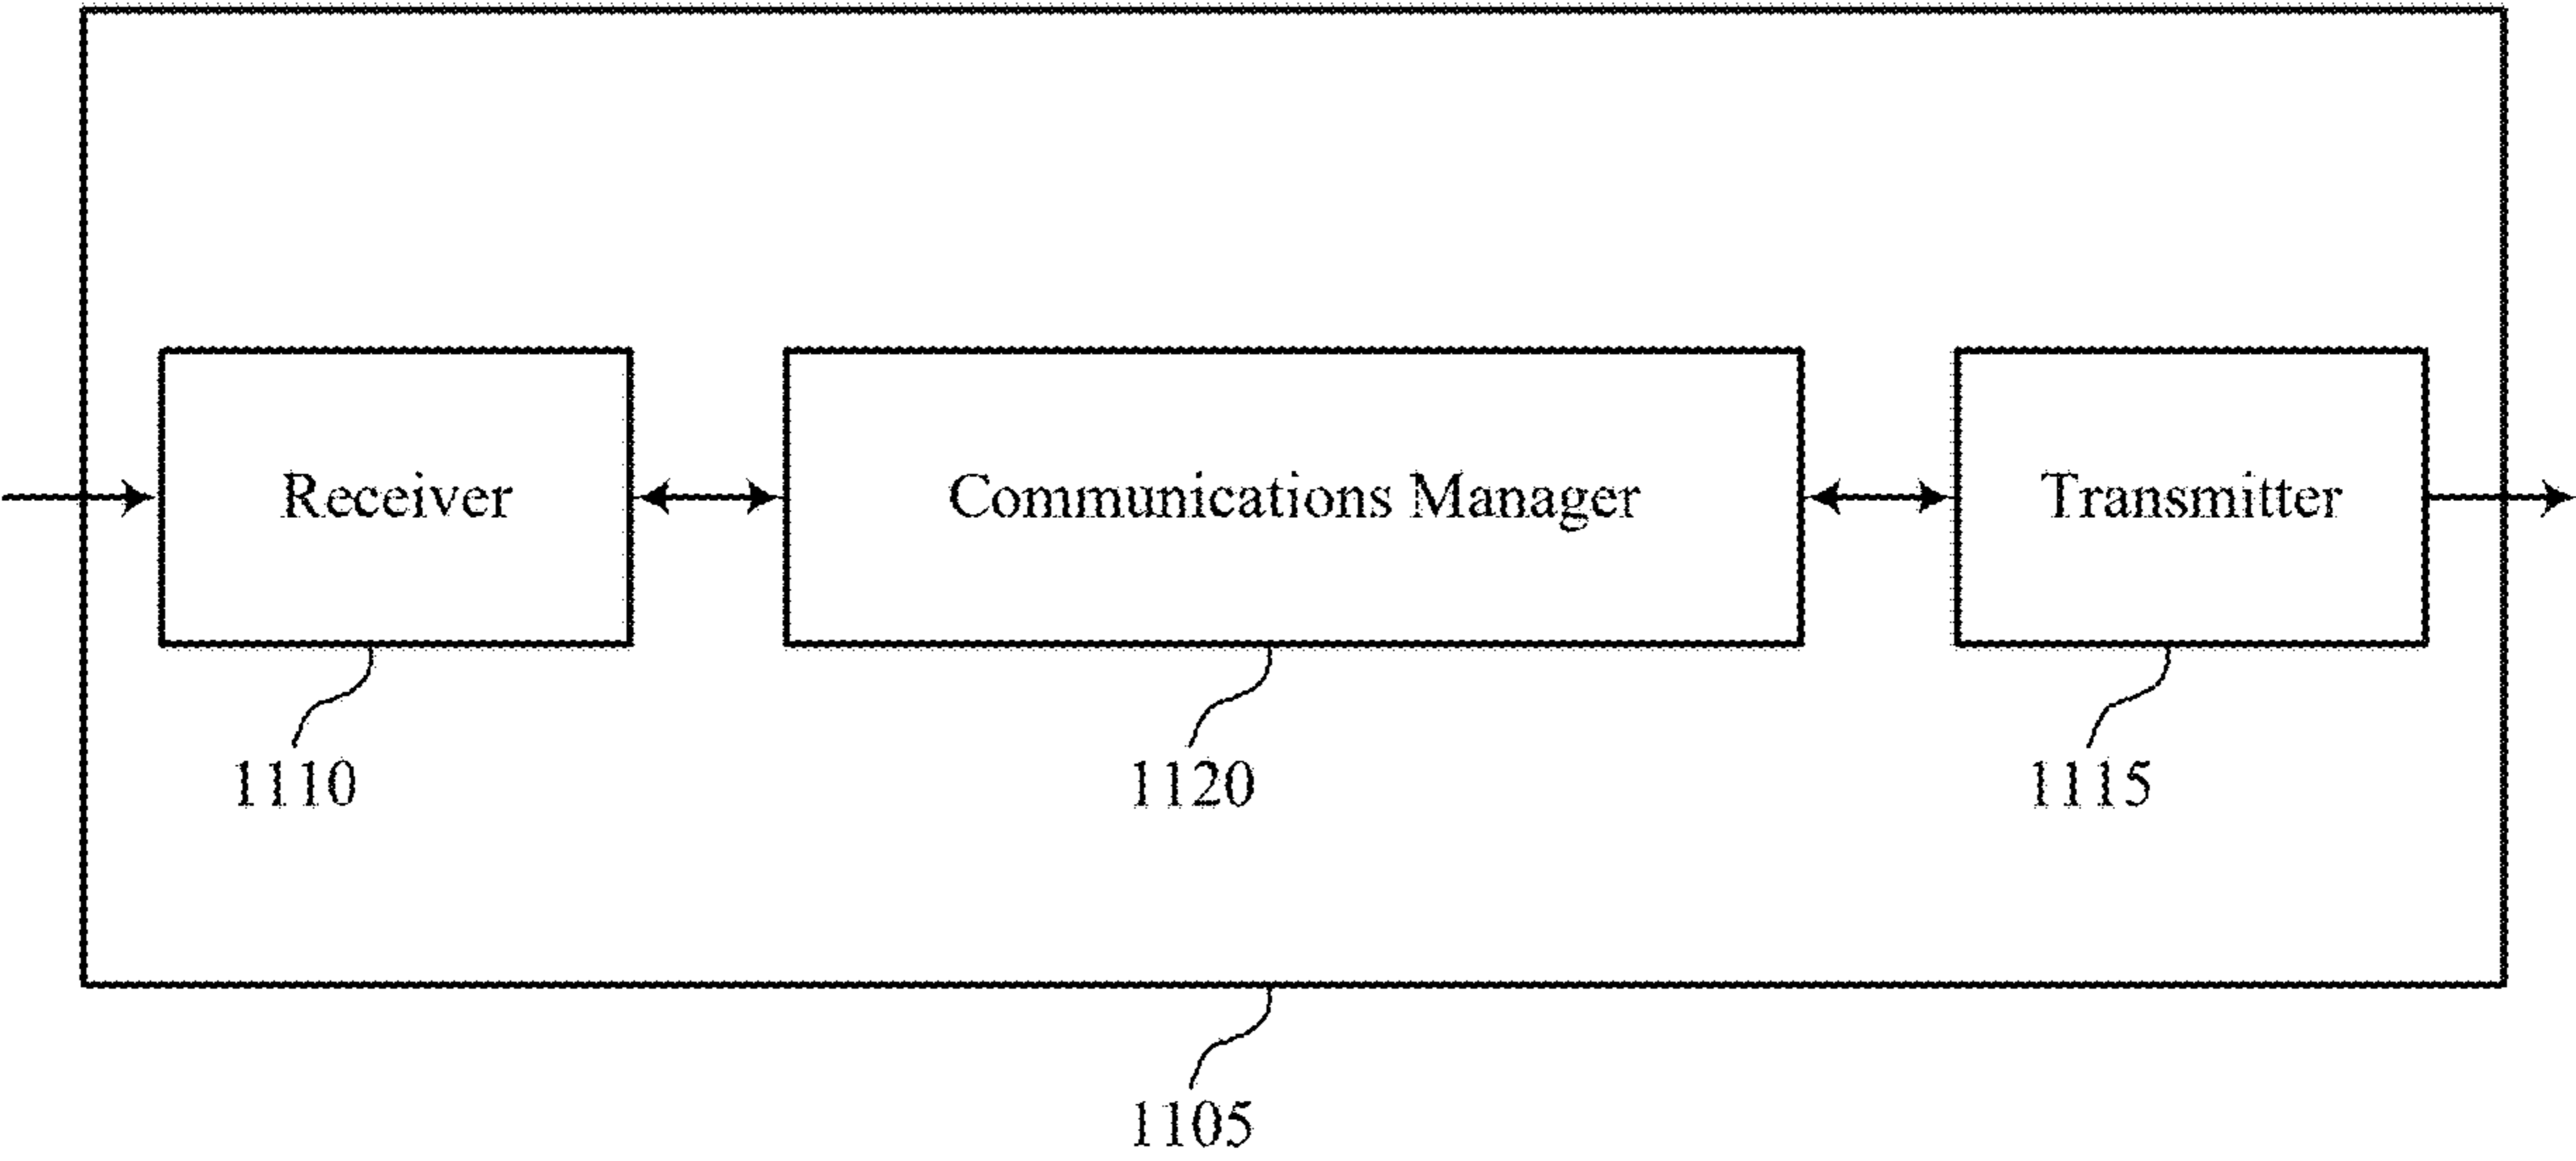 Receiver
Communications Manager
Transmitter
1110
1120
1115
1105